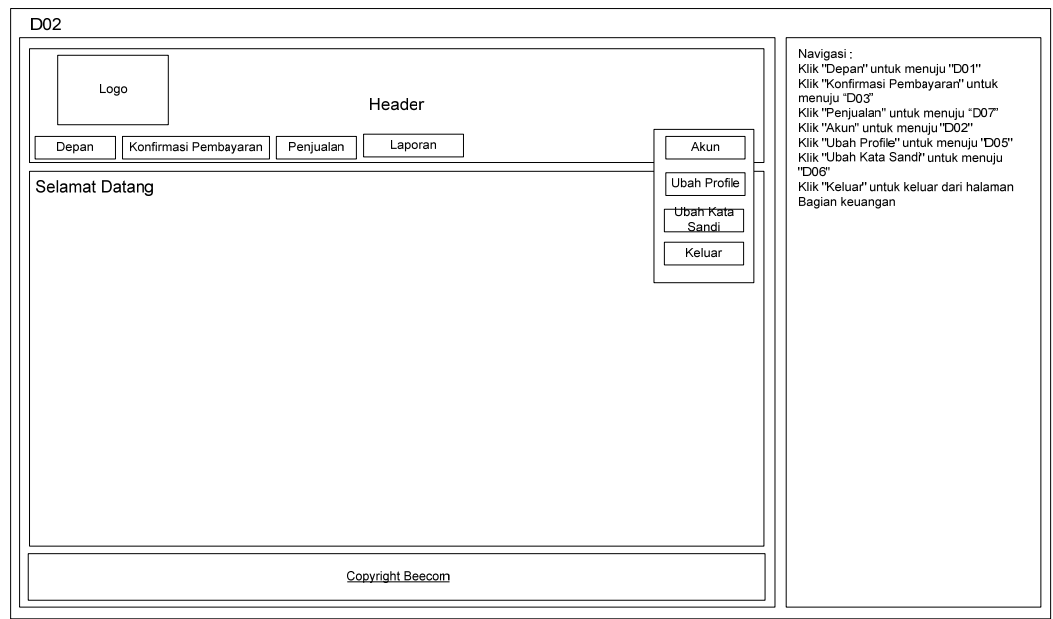 D02
Logo
Header
Depan
Konfirmasi Pembayaran
Penjualan
Laporan
Akun
Ubah Profile
Ubah Kata
Sandi
Keluar
Selamat Datang
Copyright Beecom
Navigasi :
Klik "Depan" untuk menuju "D01"
Klik "Konfirmasi Pembayaran" untuk
menuju “D03”
Klik "Penjualan" untuk menuju “D07”
Klik "Akun" untuk menuju "D02"
Klik "Ubah Profile" untuk menuju "D05"
Klik "Ubah Kata Sandi" untuk menuju
"D06"
Klik "Keluar" untuk keluar dari halaman
Bagian keuangan